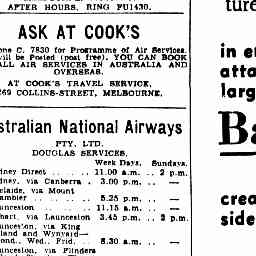 AFTER HOURS, RING FU1430.
ASK AT COOK'S
C. 7830 for Programme of Air Services.
will be Posted (post free). YOU CAN BOOK
ALL AIR SERVICES IN AUSTRALIA AND
OVERSEAS.
AT COOK'S TRAVEL SERVICE,
269 COLLINS-STREET, MELBOURNE.
stralian National Airways
PTY. LTD.
DOUGLAS SERVICES.
Week Days. Sundays.
dney Direct .. .. 11.00 a.m. .. 2 p.m.
dney, via Canberra . 3.00 p.m. .. —
elaide, via Mount
ambier .. .. .. 5.25 p.m. .. —
unceston .. .. .. 11.15 a.m. .. —
bart, via Launceston 3.45 p.m. .. 3 p.m.
unceston, via King
land and Wynyard—
ond., Wed., Frid. .. 8.30 a.m. .. —
unceston, via Flinders
ture
in e
atta
larg
Ba
crea
side